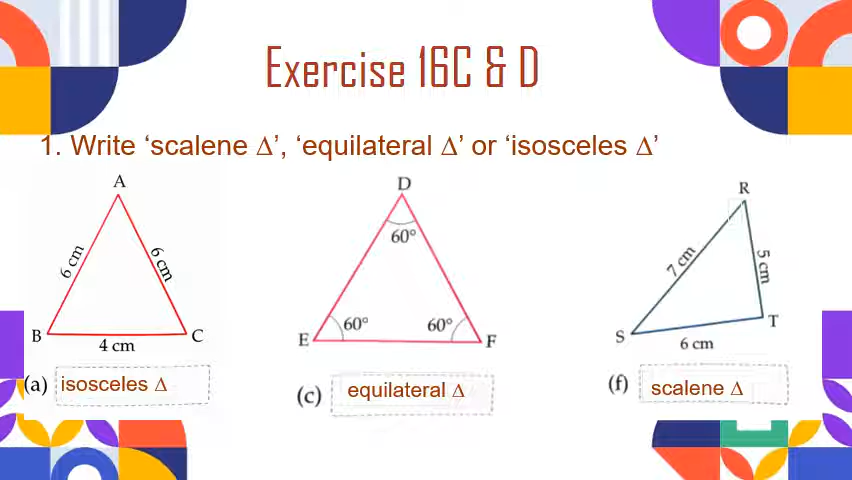 Exercise 16C & D
1. Write ‘scalene Δ’, ‘equilateral Δ’ or ‘isosceles Δ’
A
6 cm
6 cm
B
C
4 cm
(a) isosceles Δ
D
60°
60°
60°
E
F
(c) equilateral Δ
R
7 cm
5 cm
S
T
6 cm
(f) scalene Δ